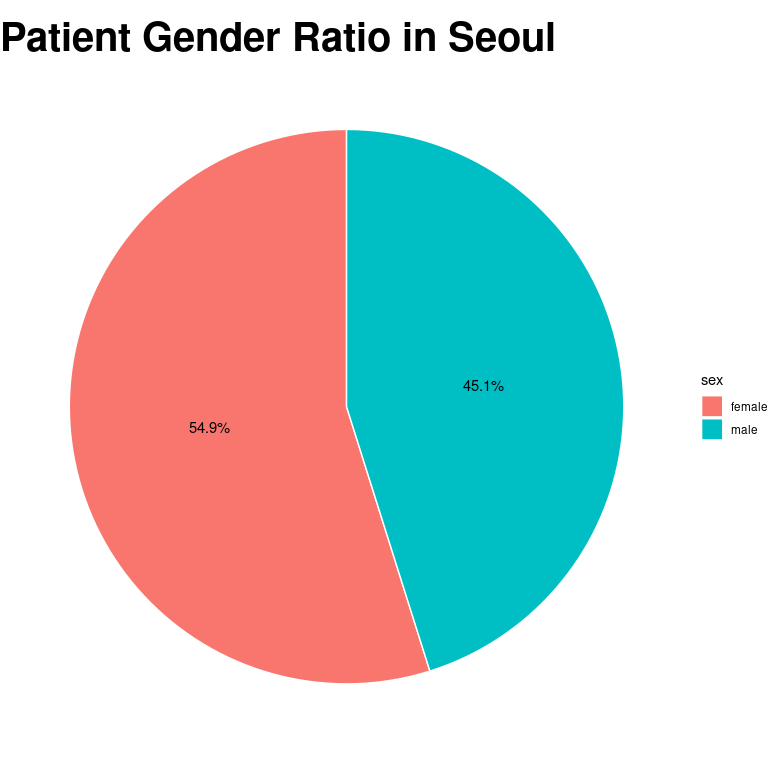 Patient Gender Ratio in Seoul
45.1%
54.9%
sex
female
male